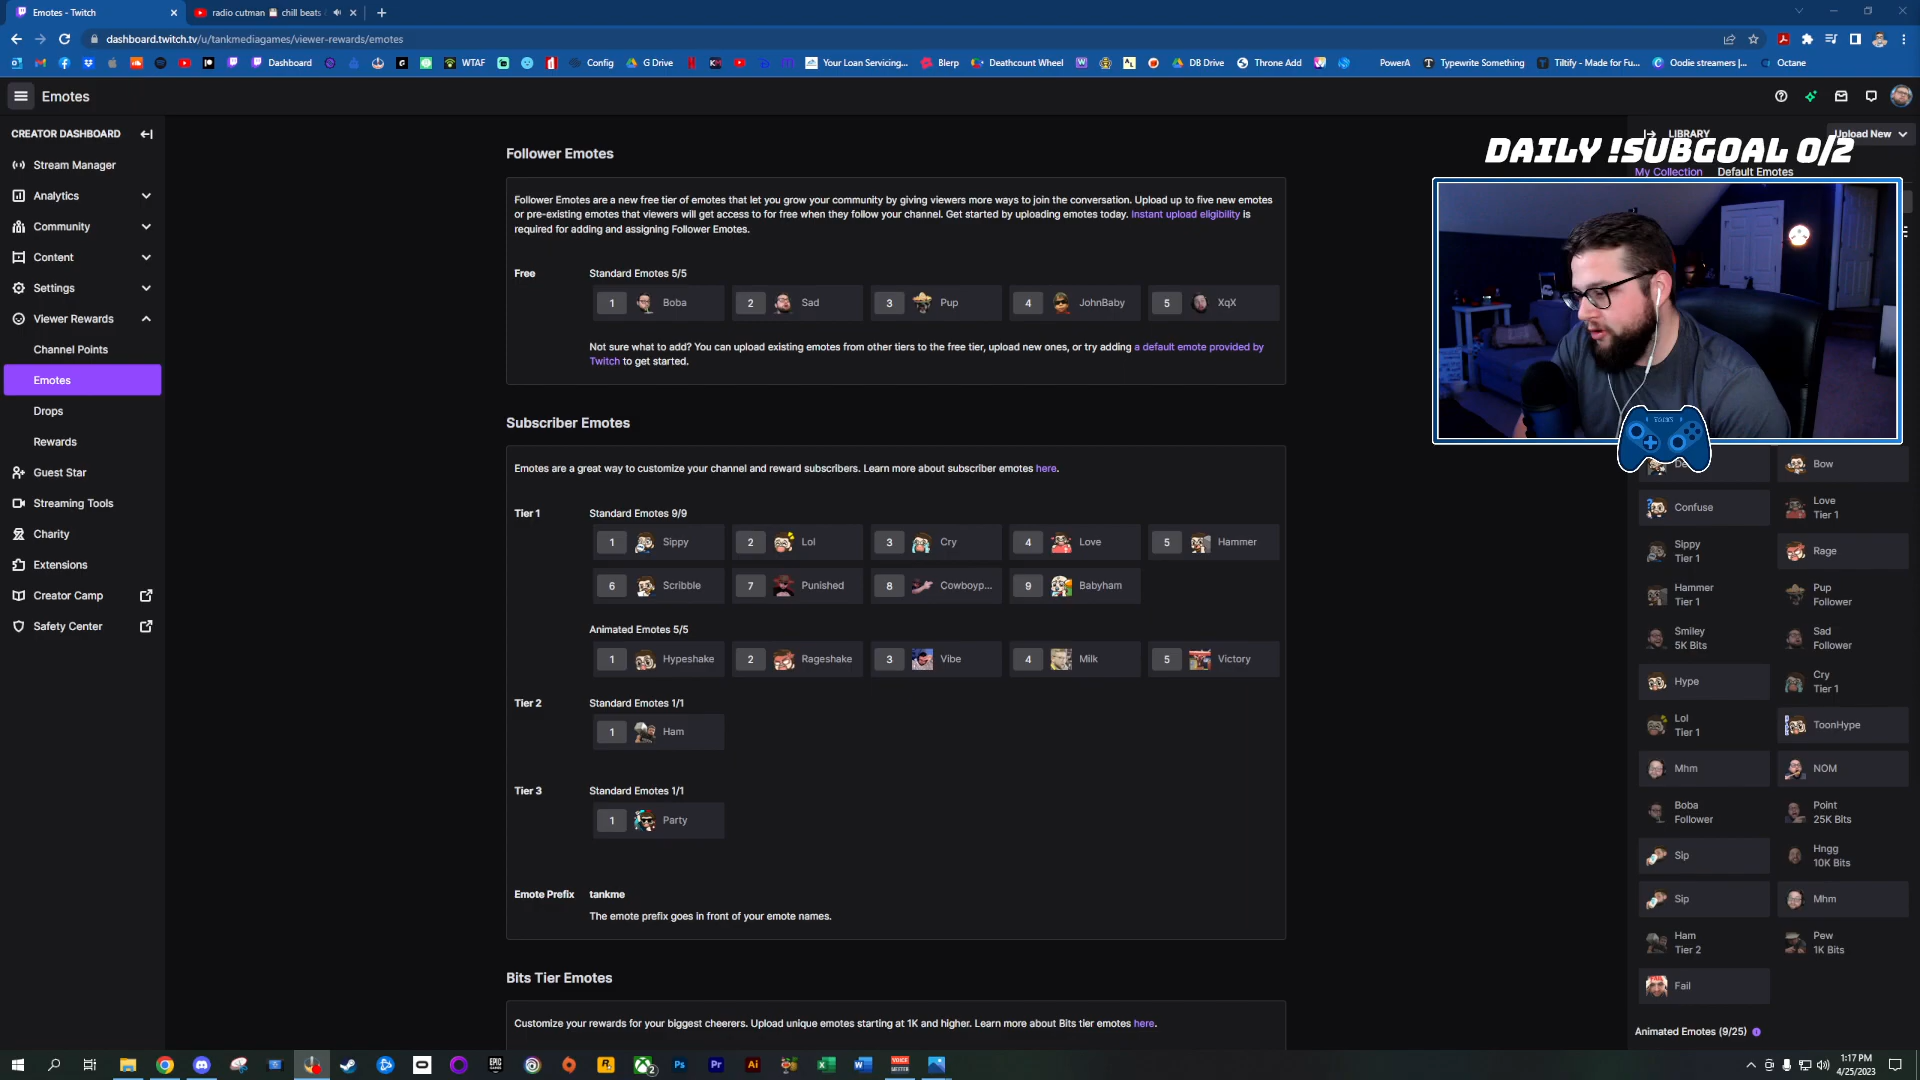 Emotes - Twitch
radio cutman chill beats
dashboard.twitch.tv/u/tankmediagames/viewer-rewards/emotes
Dashboard
WTAF
Config
G Drive
Your Loan Servicing...
Blerp
Deathcount Wheel
DB Drive
Throne Add
PowerA
Typewrite Something
Tiltify - Made for Fu...
Oodie streamers |...
Octane
Emotes
CREATOR DASHBOARD
Stream Manager
Analytics
Community
Content
Settings
Viewer Rewards
Channel Points
Emotes
Drops
Rewards
Guest Star
Streaming Tools
Charity
Extensions
Creator Camp
Safety Center
Follower Emotes
Follower Emotes are a new free tier of emotes that let you grow your community by giving viewers more ways to join the conversation. Upload up to five new emotes
or pre-existing emotes that viewers will get access to for free when they follow your channel. Get started by uploading emotes today. Instant upload eligibility is
required for adding and assigning Follower Emotes.
Free
Standard Emotes 5/5
1 Boba
2 Sad
3 Pup
4 JohnBaby
5 XqX
Not sure what to add? You can upload existing emotes from other tiers to the free tier, upload new ones, or try adding a default emote provided by
Twitch to get started.
Subscriber Emotes
Emotes are a great way to customize your channel and reward subscribers. Learn more about subscriber emotes here.
Tier 1
Standard Emotes 9/9
1 Sippy
2 Lol
3 Cry
4 Love
5 Hammer
6 Scribble
7 Punished
8 Cowboyp...
9 Babyham
Animated Emotes 5/5
1 Hypeshake
2 Rageshake
3 Vibe
4 Milk
5 Victory
Tier 2
Standard Emotes 1/1
1 Ham
Tier 3
Standard Emotes 1/1
1 Party
Emote Prefix
tankme
The emote prefix goes in front of your emote names.
Bits Tier Emotes
Customize your rewards for your biggest cheerers. Upload unique emotes starting at 1K and higher. Learn more about Bits tier emotes here.
LIBRARY
Upload New
DAILY !SUBGOAL 0/2
My Collection
Default Emotes
TANKS
Bow
Confuse
Love
Tier 1
Sippy
Tier 1
Rage
Hammer
Tier 1
Pup
Follower
Smiley
5K Bits
Sad
Follower
Hype
Cry
Tier 1
Lol
Tier 1
ToonHype
Mhm
NOM
Boba
Follower
Point
25K Bits
Sip
Hngg
10K Bits
Sip
Mhm
Ham
Tier 2
Pew
1K Bits
Fail
Animated Emotes (9/25)
EPIC
GAMES
Ps
Pr
Ai
VOICE
MEETER
2
1:17 PM
4/25/2023